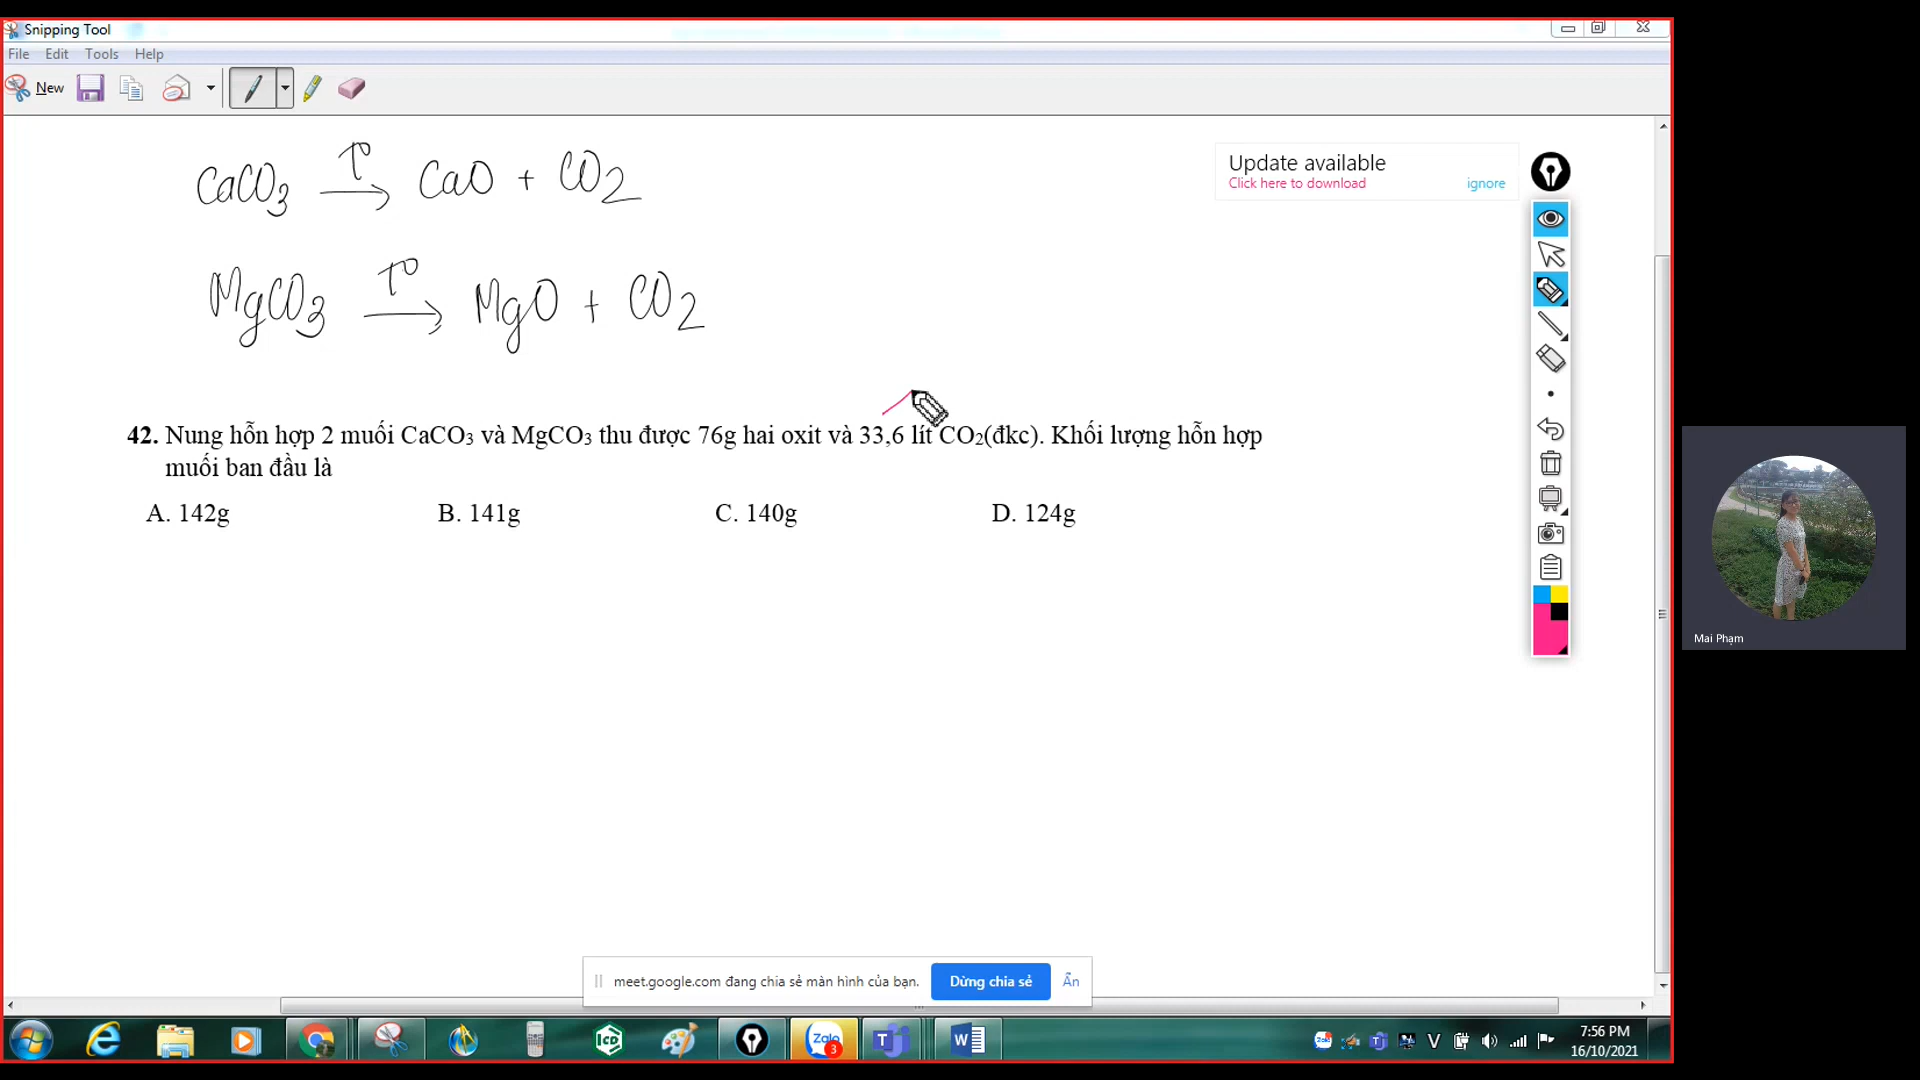 Snipping Tool
File Edit Tools Help
New
CaCO3 t° → CaO + CO2
MgCO3 t° → MgO + CO2
Update available
Click here to download ignore
42. Nung hỗn hợp 2 muối CaCO3 và MgCO3 thu được 76g hai oxit và 33,6 lít CO2(đkc). Khối lượng hỗn hợp
muối ban đầu là
A. 142g B. 141g C. 140g D. 124g
Mai Phạm
meet.google.com đang chia sẻ màn hình của bạn. Dừng chia sẻ Ẩn
ICD
Zalo
3
V
7:56 PM
16/10/2021